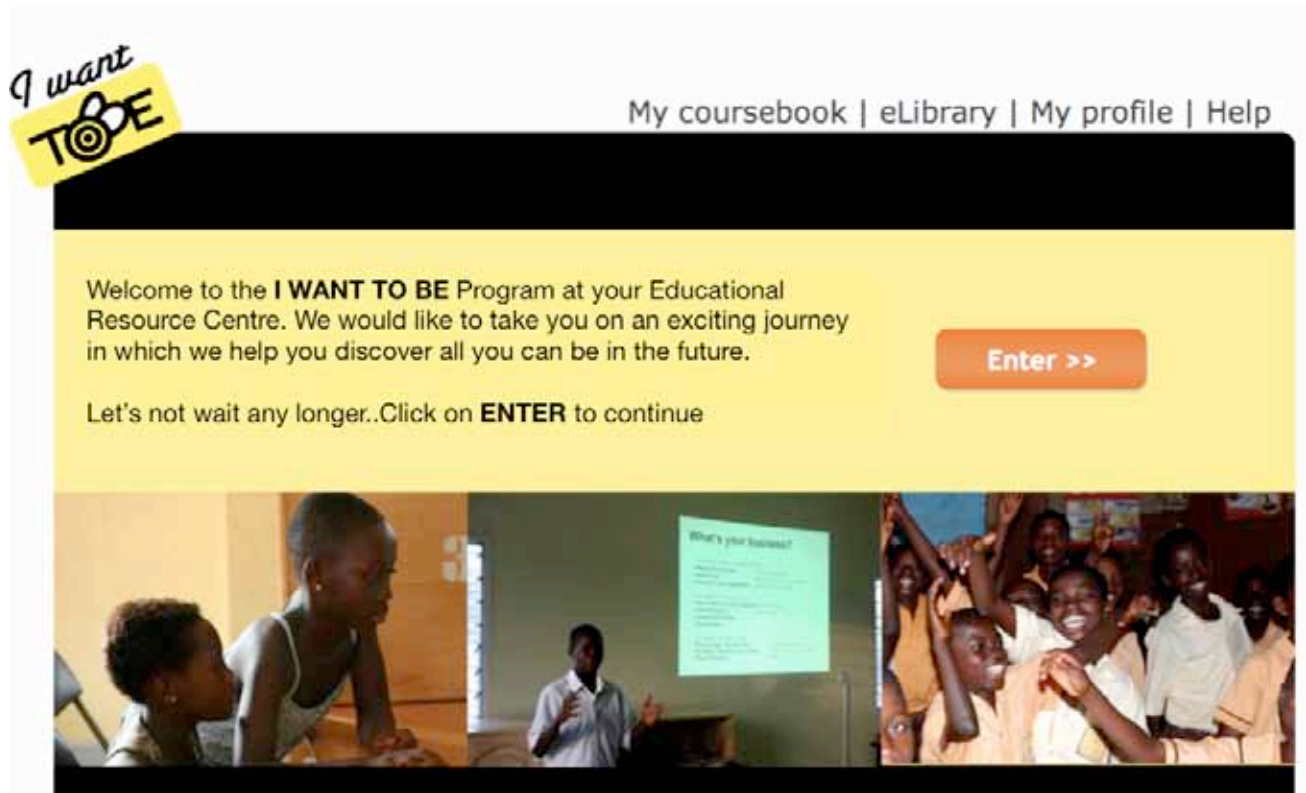 I want
TO BE
My coursebook | eLibrary | My profile | Help
Welcome to the I WANT TO BE Program at your Educational
Resource Centre. We would like to take you on an exciting journey
in which we help you discover all you can be in the future.
Enter >>
Let's not wait any longer..Click on ENTER to continue
What's your business?